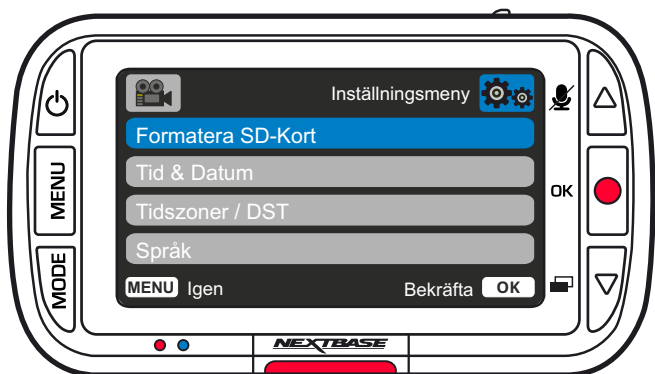 Inställningsmeny
Formatera SD-Kort
Tid & Datum
Tidszoner / DST
Språk
MENU Igen Bekräfta OK
MENU
MODE
OK
NEXTBASE